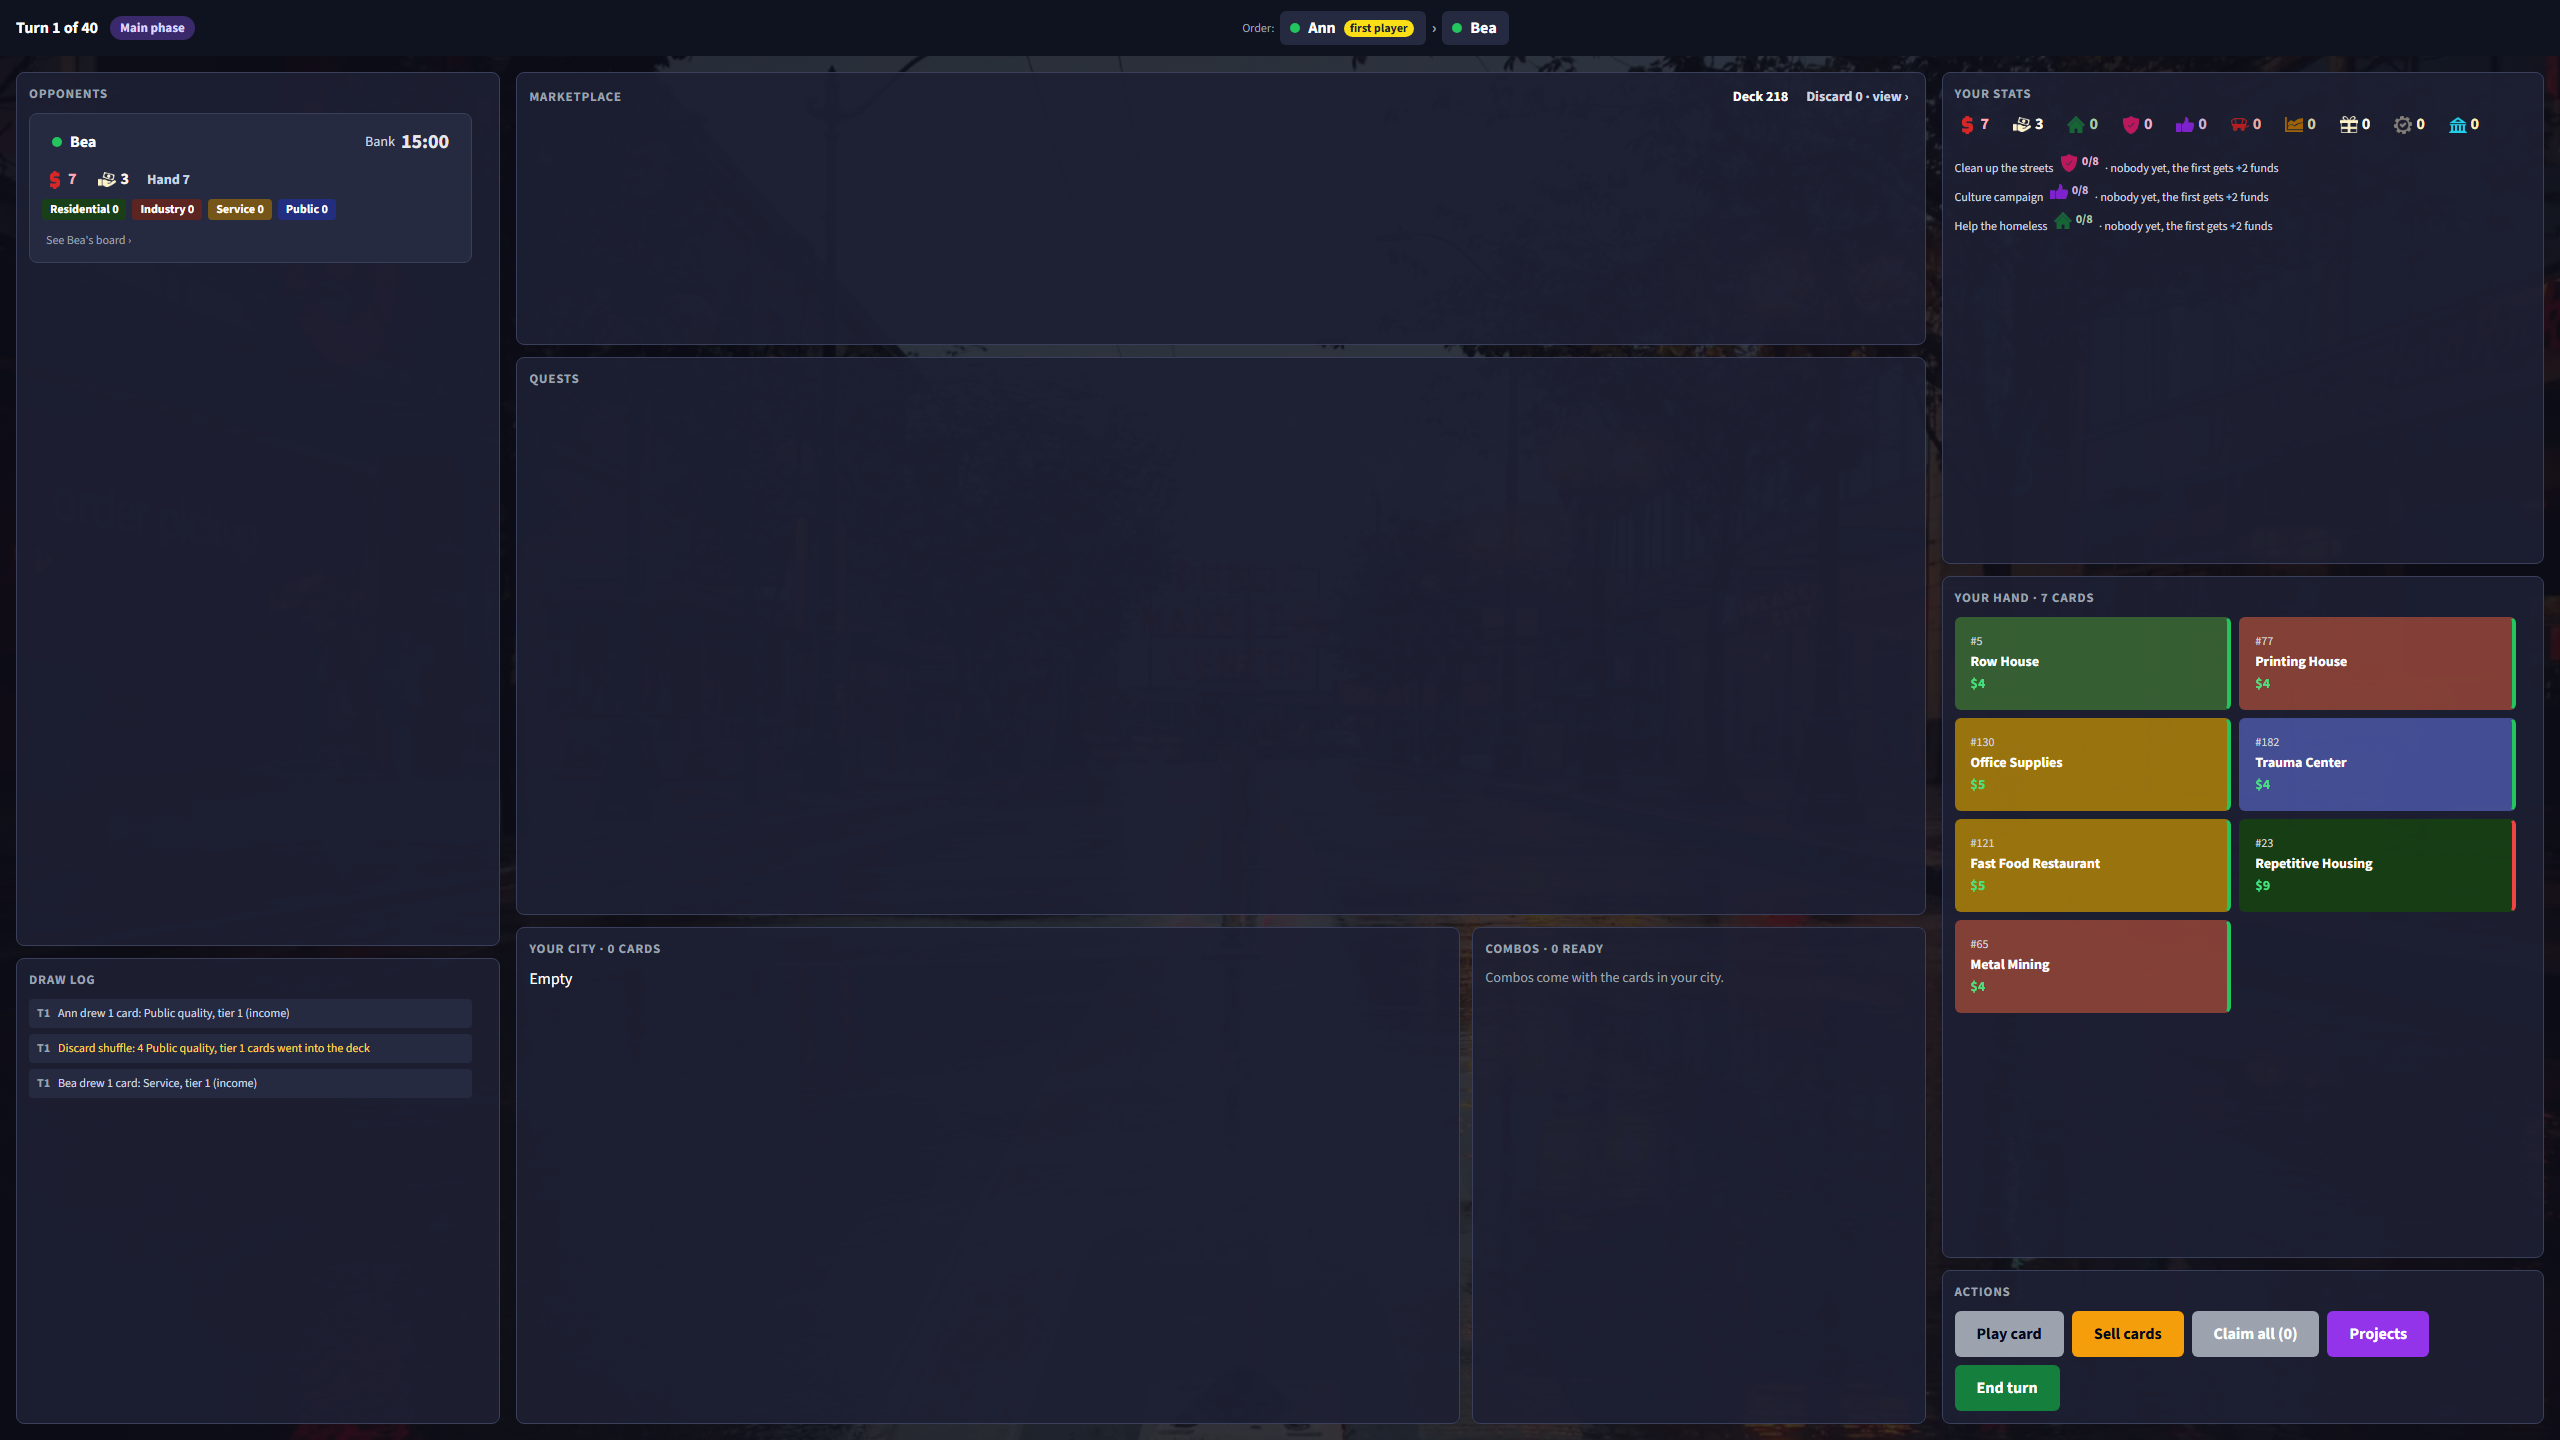 Turn 1 of 40 Main phase
Order: Ann first player › Bea
OPPONENTS
Bea Bank 15:00
7 3 Hand 7
Residential 0 Industry 0 Service 0 Public 0
See Bea's board ›
DRAW LOG
T1 Ann drew 1 card: Public quality, tier 1 (income)
T1 Discard shuffle: 4 Public quality, tier 1 cards went into the deck
T1 Bea drew 1 card: Service, tier 1 (income)
MARKETPLACE Deck 218 Discard 0 · view ›
QUESTS
YOUR CITY · 0 CARDS
Empty
COMBOS · 0 READY
Combos come with the cards in your city.
YOUR STATS
7 3 0 0 0 0 0 0 0 0
Clean up the streets 0/8 · nobody yet, the first gets +2 funds
Culture campaign 0/8 · nobody yet, the first gets +2 funds
Help the homeless 0/8 · nobody yet, the first gets +2 funds
YOUR HAND · 7 CARDS
#5
Row House
$4
#77
Printing House
$4
#130
Office Supplies
$5
#182
Trauma Center
$4
#121
Fast Food Restaurant
$5
#23
Repetitive Housing
$9
#65
Metal Mining
$4
ACTIONS
Play card Sell cards Claim all (0) Projects
End turn